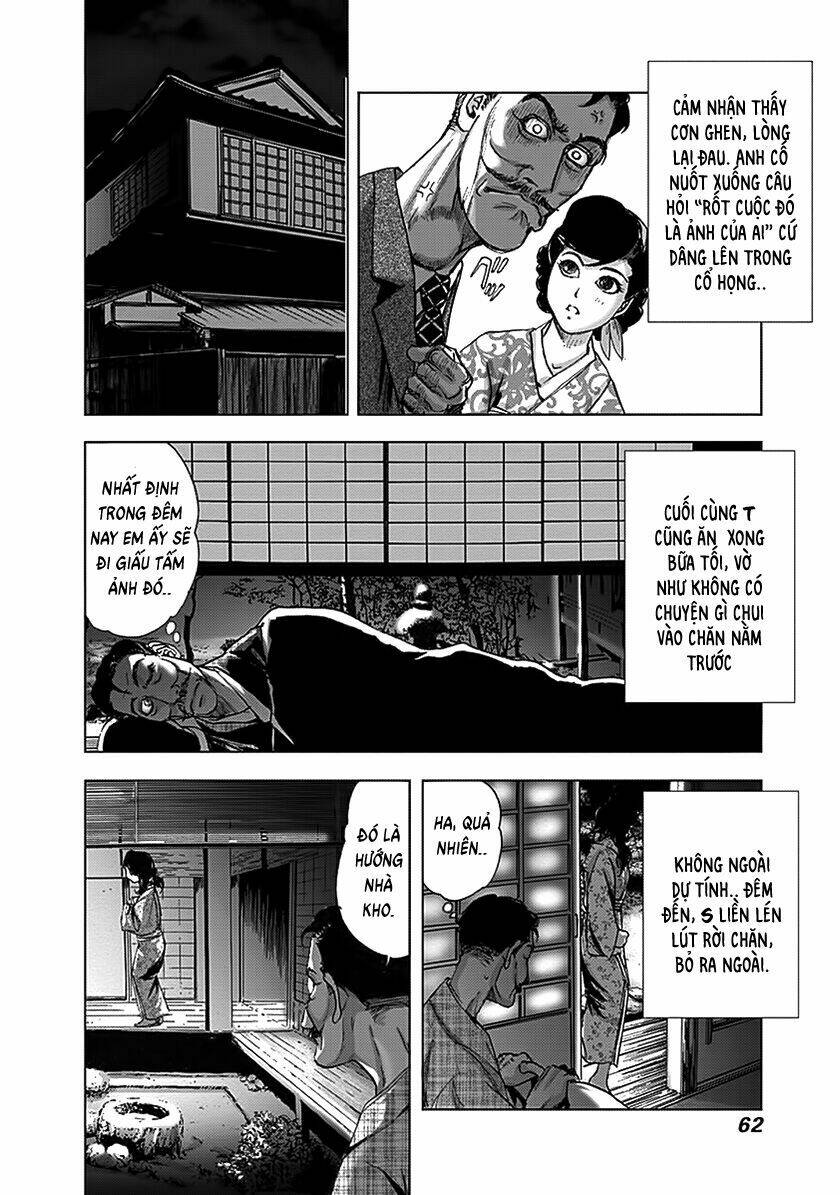 CẢM NHẬN THẤY
CƠN GHEN, LÒNG
LẠI ĐAU. ANH CỐ
NUỐT XUỐNG CÂU
HỎI “RỐT CUỘC ĐÓ
LÀ ẢNH CỦA AI” CỨ
DÂNG LÊN TRONG
CỔ HỌNG..
CUỐI CÙNG T
CŨNG ĂN XONG
BỮA TỐI, VỜ
NHƯ KHÔNG CÓ
CHUYỆN GÌ CHUI
VÀO CHĂN NẰM
TRƯỚC
NHẤT ĐỊNH
TRONG ĐÊM
NAY EM ẤY SẼ
ĐI GIẤU TẤM
ẢNH ĐÓ..
KHÔNG NGOÀI
DỰ TÍNH.. ĐÊM
ĐẾN, S LIỀN LÉN
LÚT RỜI CHĂN,
BỎ RA NGOÀI.
HA, QUẢ
NHIÊN..
ĐÓ LÀ
HƯỚNG
NHÀ
KHO.
62